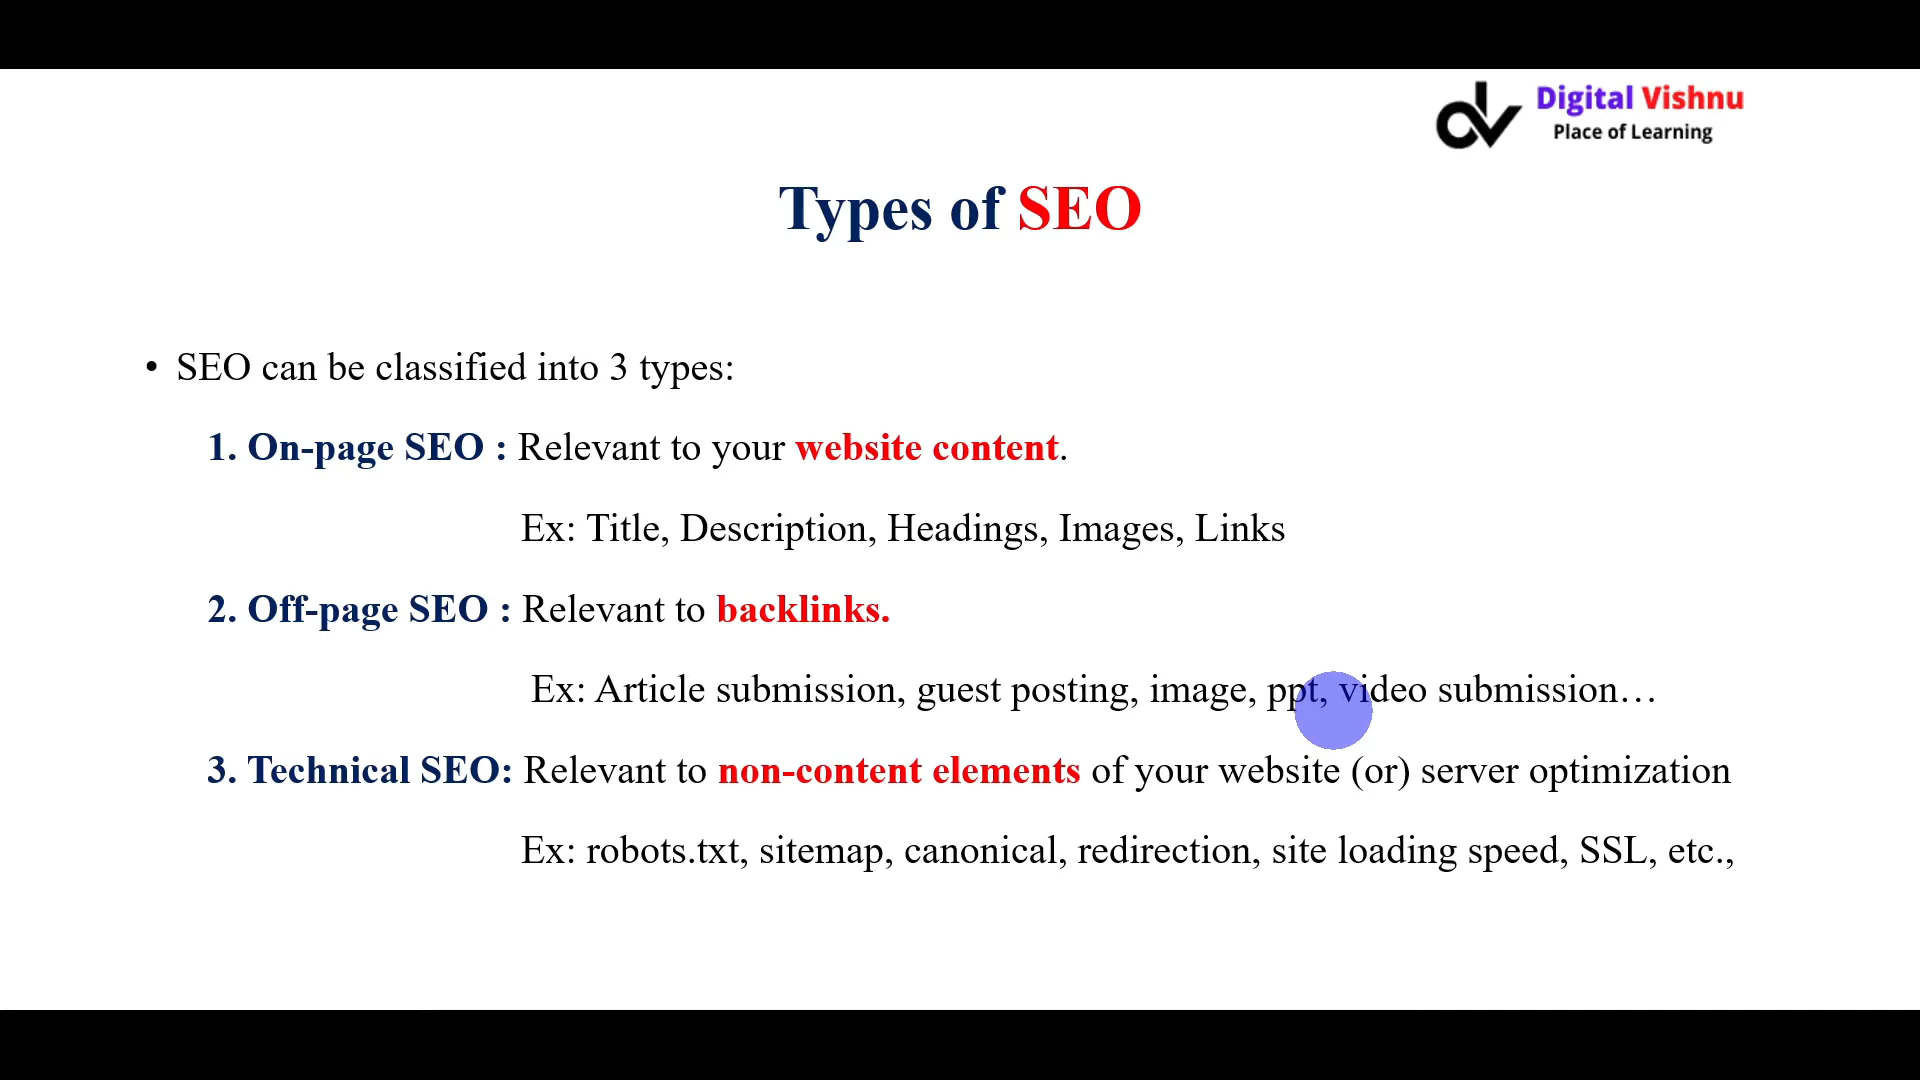 Digital Vishnu
Place of Learning
Types of SEO
• SEO can be classified into 3 types:
1. On-page SEO : Relevant to your website content.
Ex: Title, Description, Headings, Images, Links
2. Off-page SEO : Relevant to backlinks.
Ex: Article submission, guest posting, image, ppt, video submission…
3. Technical SEO: Relevant to non-content elements of your website (or) server optimization
Ex: robots.txt, sitemap, canonical, redirection, site loading speed, SSL, etc.,